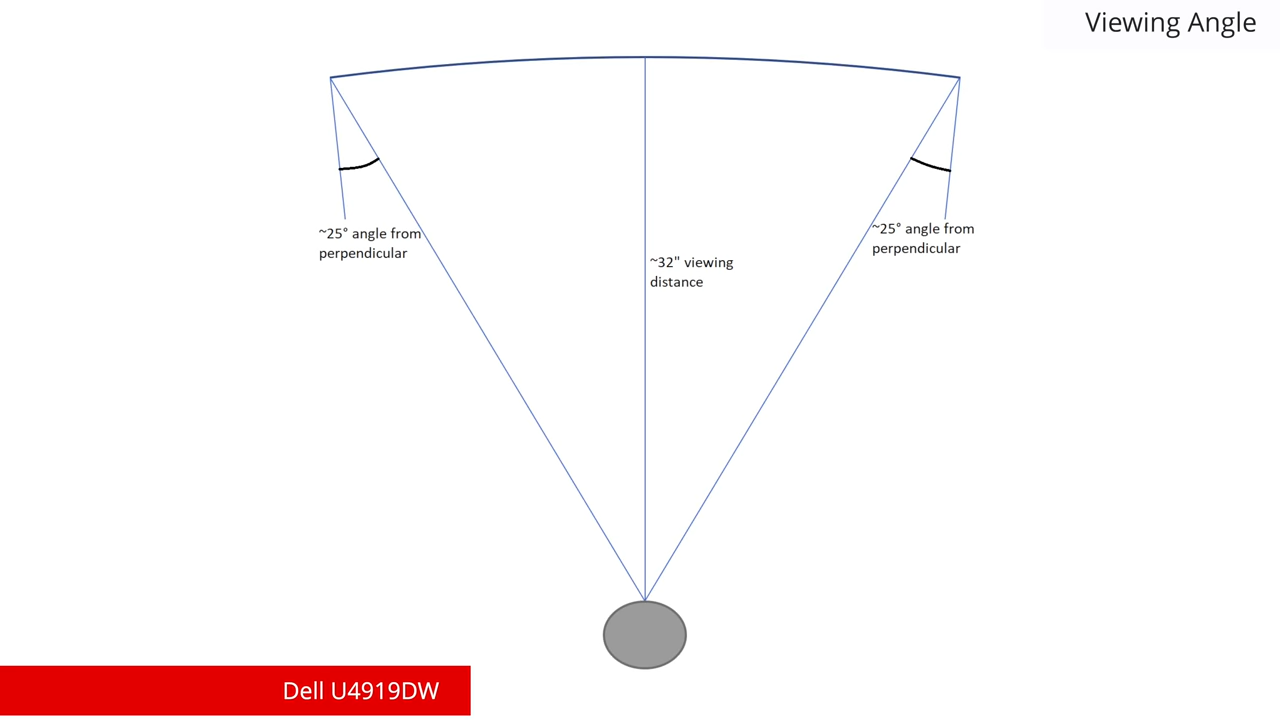 Viewing Angle
~25° angle from
perpendicular
~32" viewing
distance
~25° angle from
perpendicular
Dell U4919DW